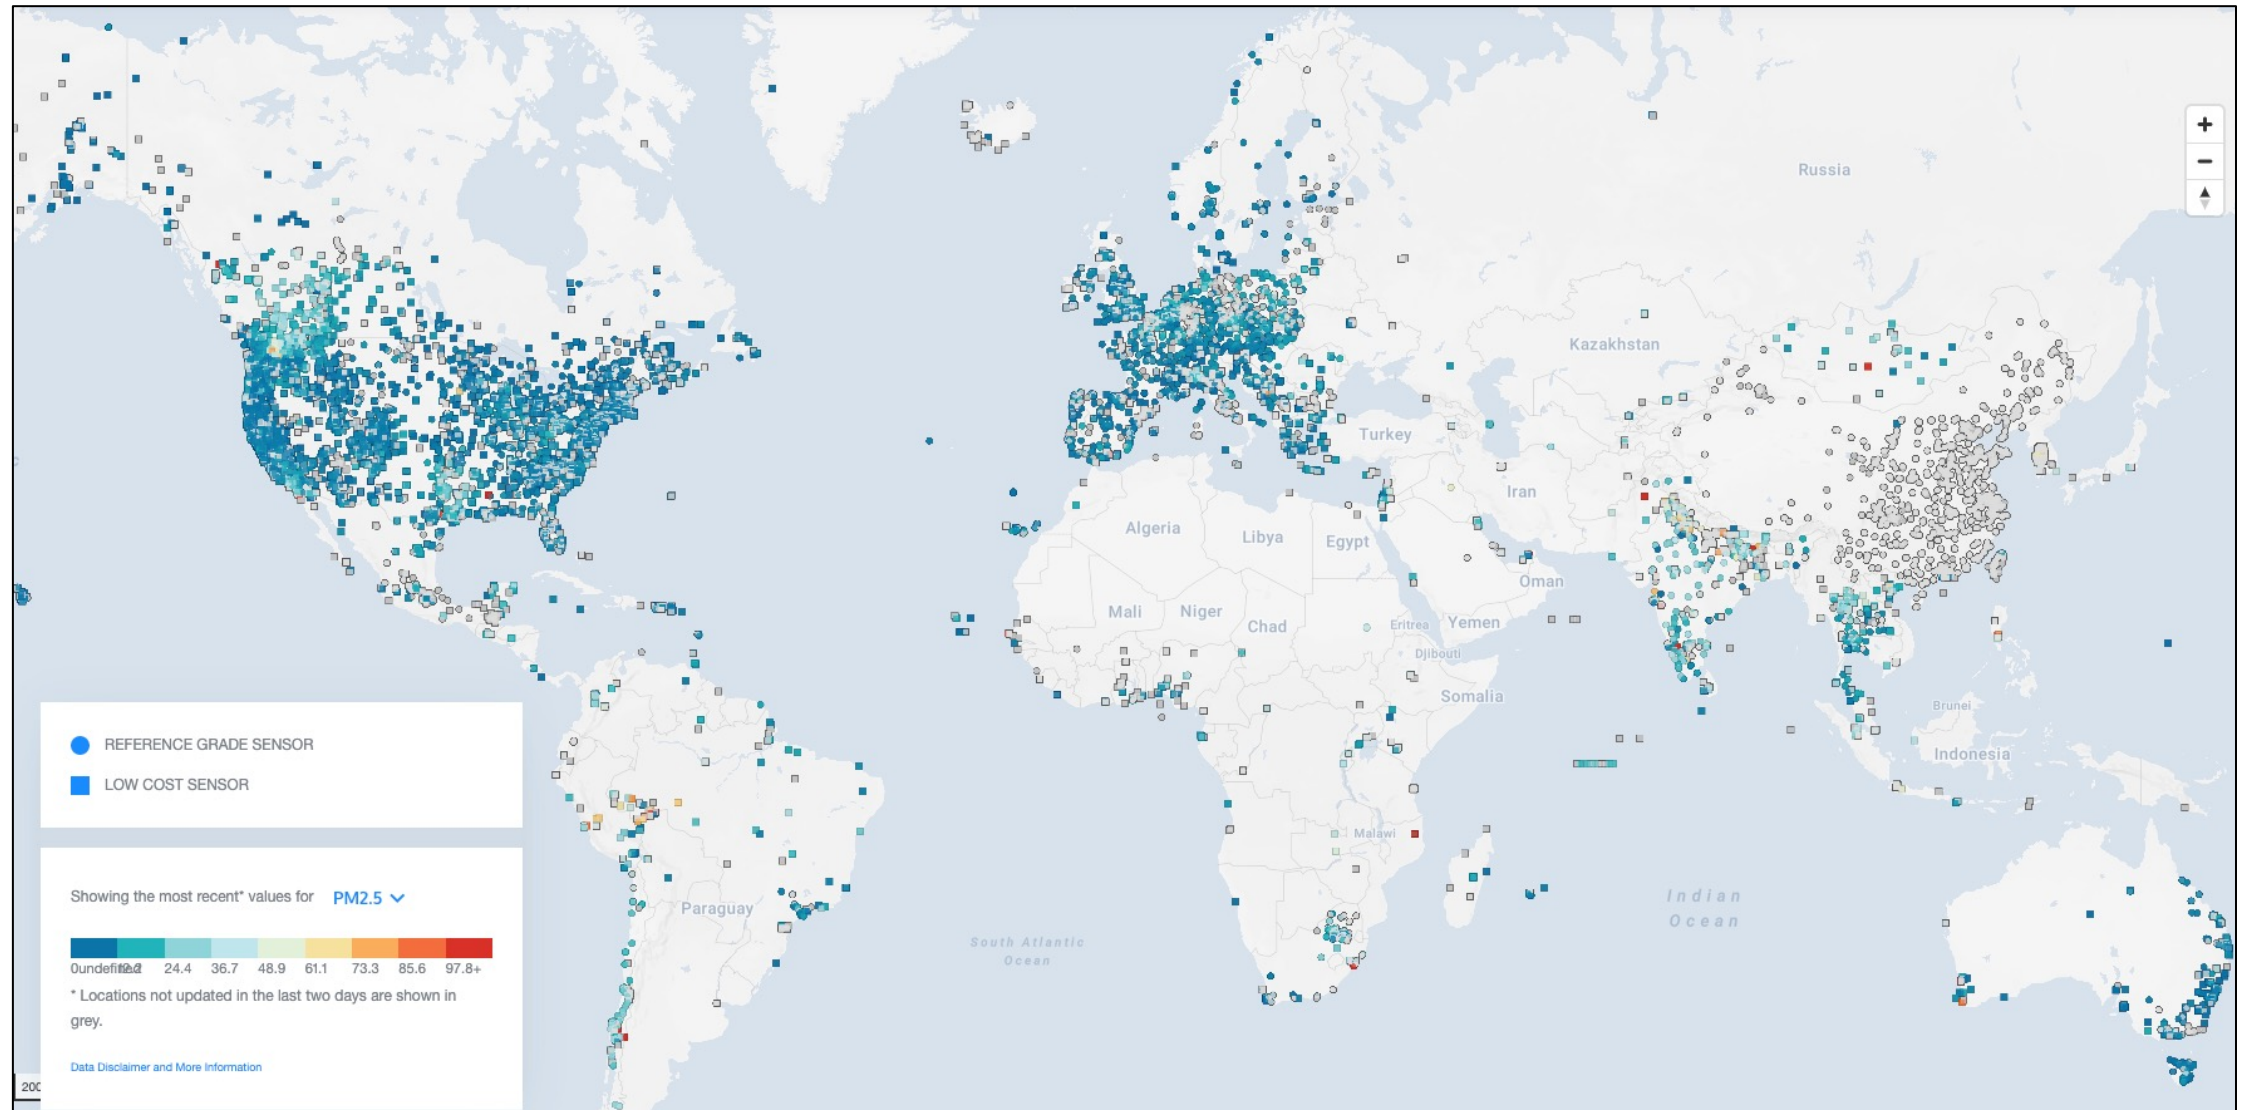 Russia
Kazakhstan
Turkey
Iran
Algeria
Libya
Egypt
Oman
Mali
Niger
Chad
Eritrea
Yemen
Djibouti
Somalia
Brunei
Indonesia
Malawi
Paraguay
Indian
Ocean
South Atlantic
Ocean
REFERENCE GRADE SENSOR
LOW COST SENSOR
Showing the most recent* values for PM2.5
0undefined 24.4 36.7 48.9 61.1 73.3 85.6 97.8+
* Locations not updated in the last two days are shown in
grey.
Data Disclaimer and More Information